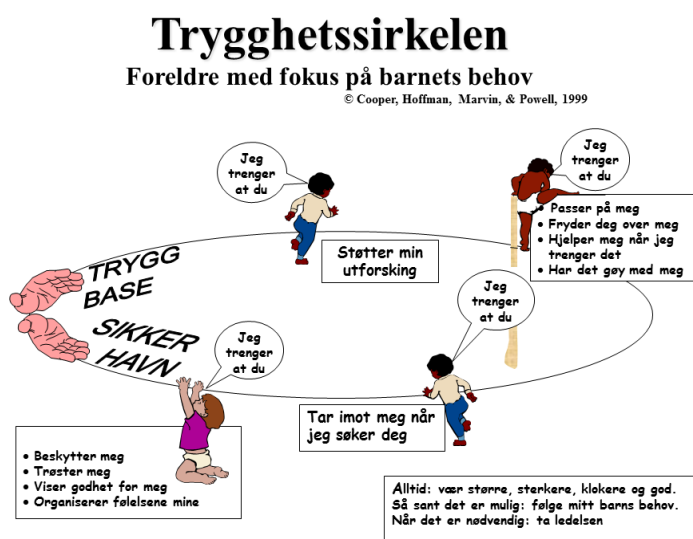 Trygghetssirkelen
Foreldre med fokus på barnets behov
© Cooper, Hoffman, Marvin, & Powell, 1999
Jeg
trenger
at du
Jeg
trenger
at du
• Passer på meg
• Fryder deg over meg
• Hjelper meg når jeg
trenger det
• Har det gøy med meg
Støtter min
utforsking
TRYGG
BASE
Jeg
trenger
at du
SIKKER
HAVN
Jeg
trenger
at du
Tar imot meg når
jeg søker deg
• Beskytter meg
• Trøster meg
• Viser godhet for meg
• Organiserer følelsene mine
Alltid: vær større, sterkere, klokere og god.
Så sant det er mulig: følge mitt barns behov.
Når det er nødvendig: ta ledelsen